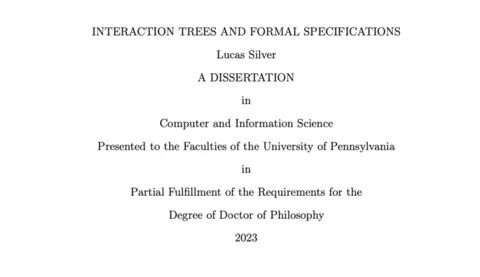 INTERACTION TREES AND FORMAL SPECIFICATIONS
Lucas Silver
A DISSERTATION
in
Computer and Information Science
Presented to the Faculties of the University of Pennsylvania
in
Partial Fulfillment of the Requirements for the
Degree of Doctor of Philosophy
2023